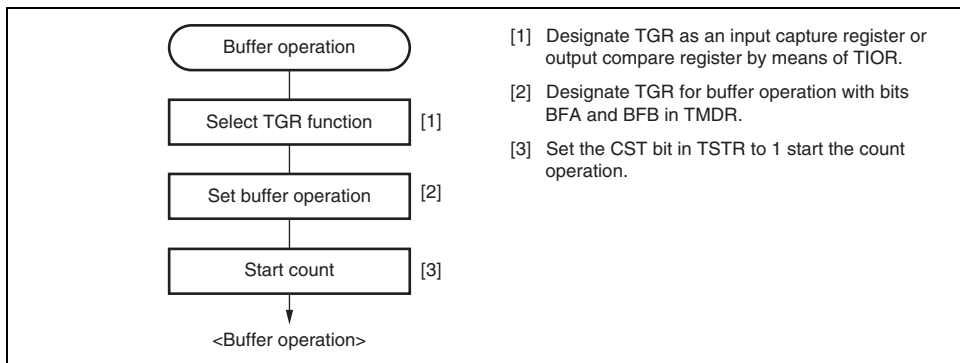 Buffer operation
Select TGR function
[1]
Set buffer operation
[2]
Start count
[3]
<Buffer operation>
[1] Designate TGR as an input capture register or
output compare register by means of TIOR.
[2] Designate TGR for buffer operation with bits
BFA and BFB in TMDR.
[3] Set the CST bit in TSTR to 1 start the count
operation.